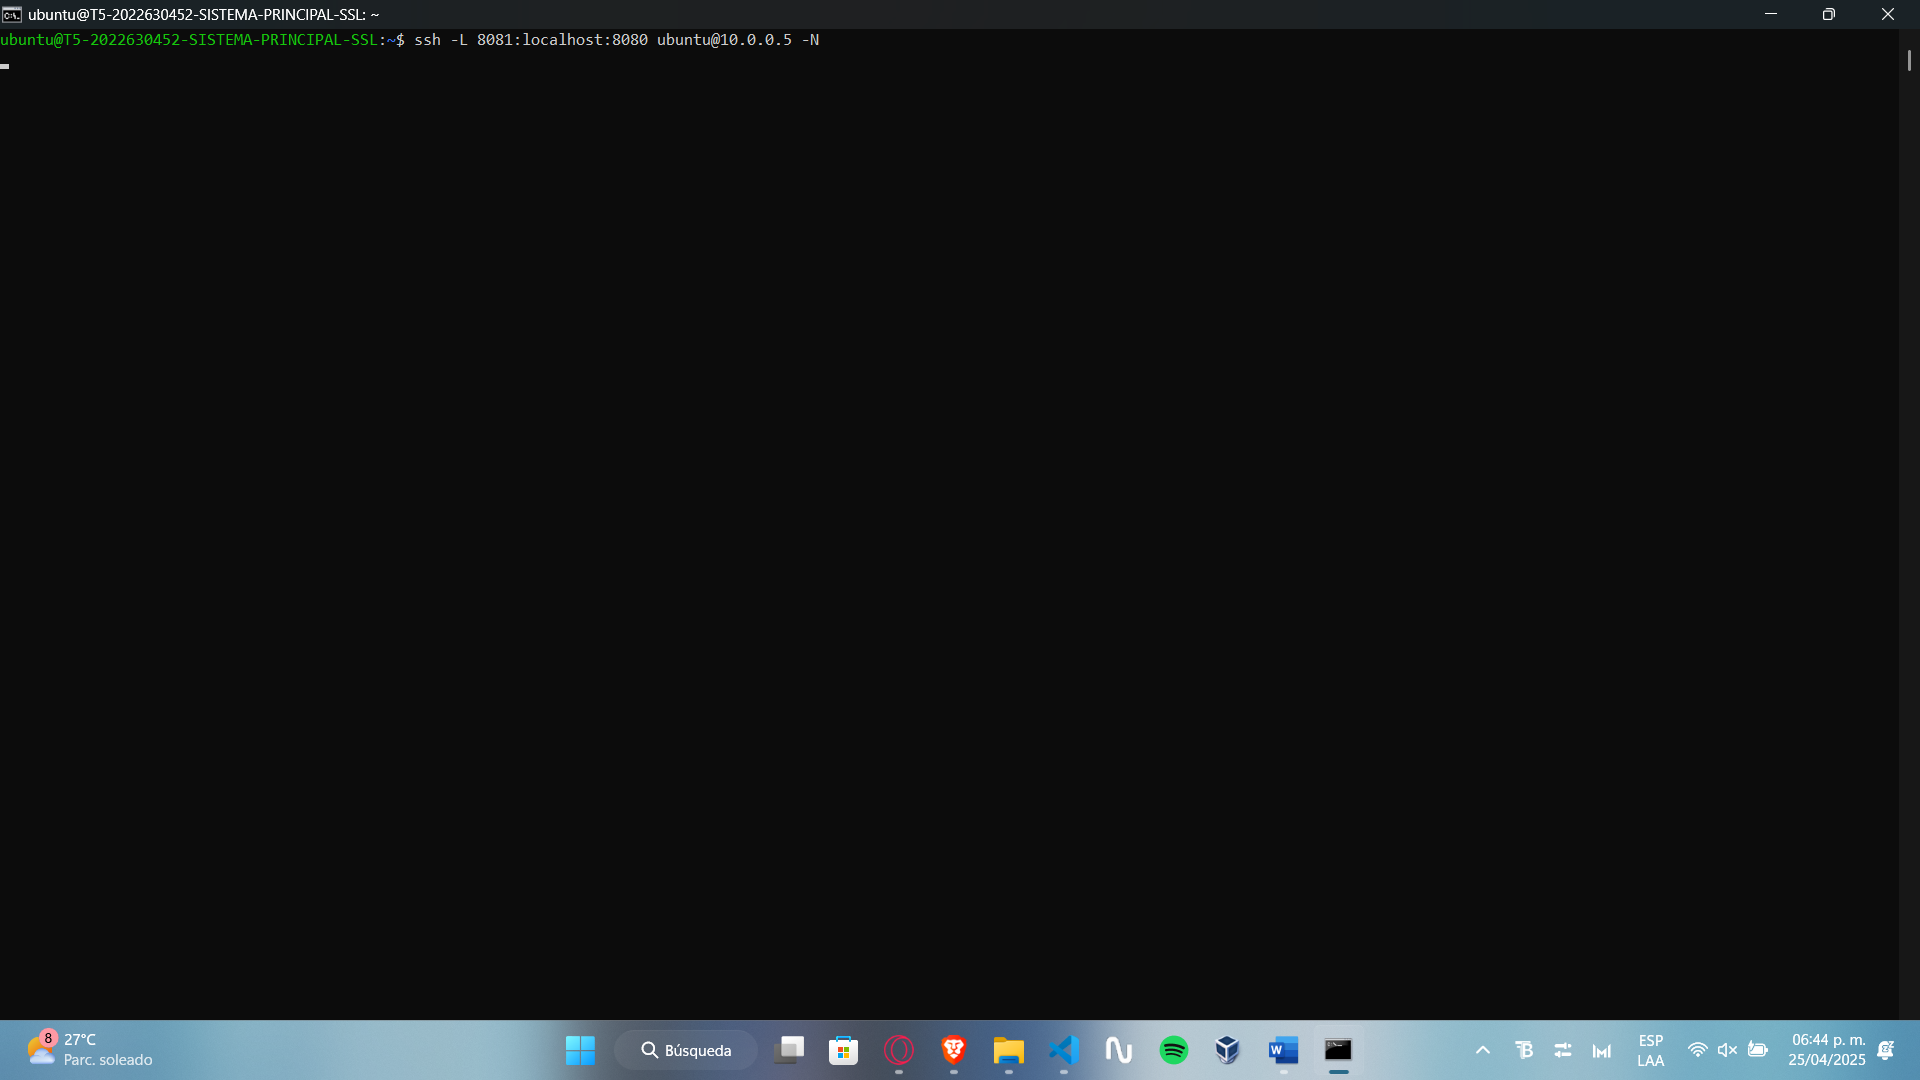 ubuntu@T5-2022630452-SISTEMA-PRINCIPAL-SSL: ~
ubuntu@T5-2022630452-SISTEMA-PRINCIPAL-SSL:~$ ssh -L 8081:localhost:8080 ubuntu@10.0.0.5 -N
8
27°C
Parc. soleado
Búsqueda
ESP
LAA
06:44 p. m.
25/04/2025